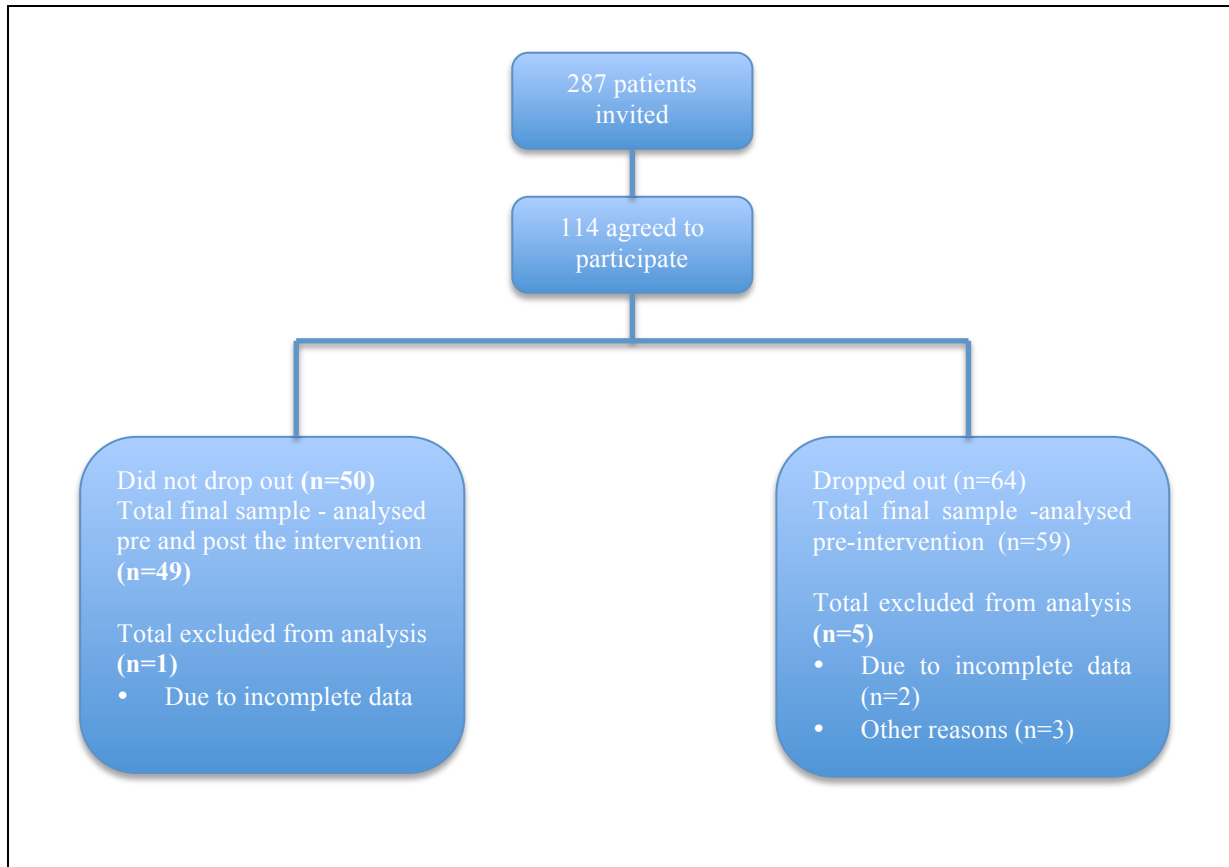 287 patients
invited
114 agreed to
participate
Did not drop out (n=50)
Total final sample - analysed
pre and post the intervention
(n=49)
Total excluded from analysis
(n=1)
• Due to incomplete data
Dropped out (n=64)
Total final sample -analysed
pre-intervention (n=59)
Total excluded from analysis
(n=5)
• Due to incomplete data
(n=2)
• Other reasons (n=3)